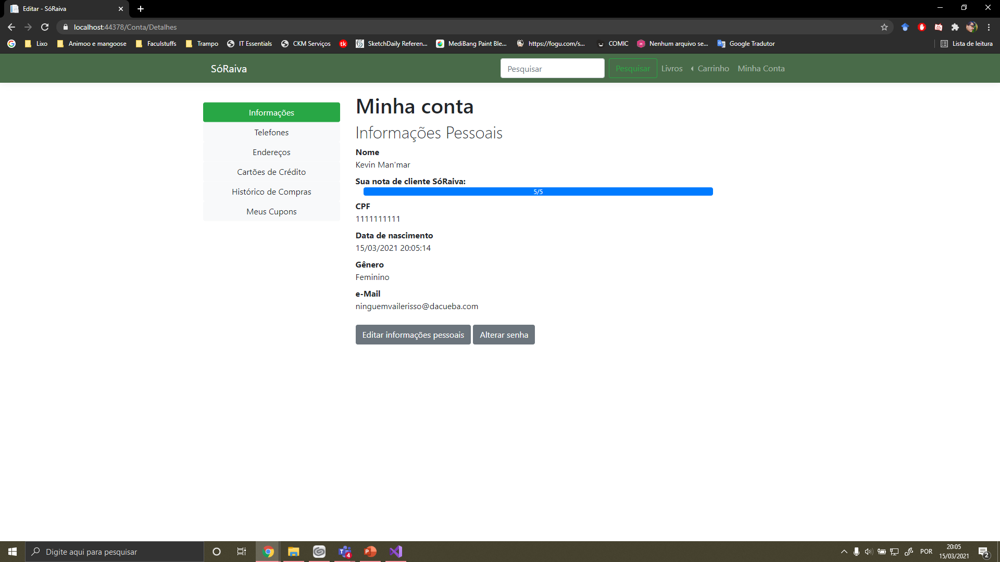 Editar - SóRaiva
localhost:44378/Conta/Detalhes
Lixo Animoo e mangoose Faculstuffs Trampo IT Essentials CKM Serviços tk SketchDaily Referen... MediBang Paint Ble... https://fogu.com/s... COMIC Nenhum arquivo se... Google Tradutor Lista de leitura
SóRaiva Pesquisar Pesquisar Livros Carrinho Minha Conta
Informações
Telefones
Endereços
Cartões de Crédito
Histórico de Compras
Meus Cupons
Minha conta
Informações Pessoais
Nome
Kevin Man'mar
Sua nota de cliente SóRaiva:
5/5
CPF
1111111111
Data de nascimento
15/03/2021 20:05:14
Gênero
Feminino
e-Mail
ninguemvailerisso@dacueba.com
Editar informações pessoais Alterar senha
Digite aqui para pesquisar
4
POR
20:05
15/03/2021
2